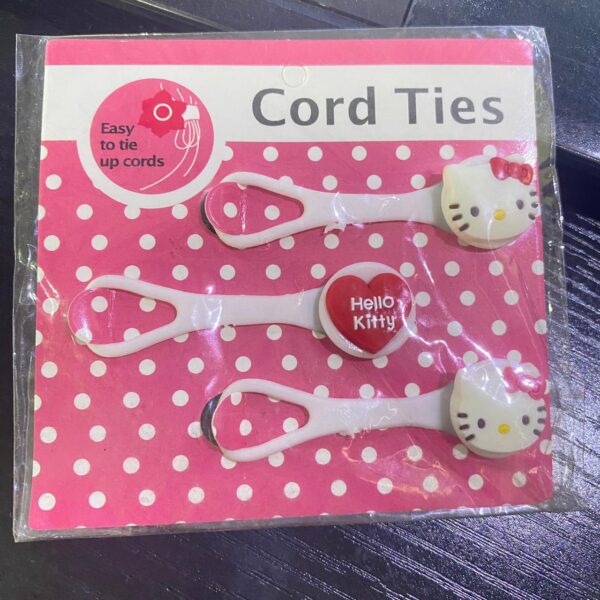 Cord Ties
Easy
to tie
up cords
Hello
Kitty